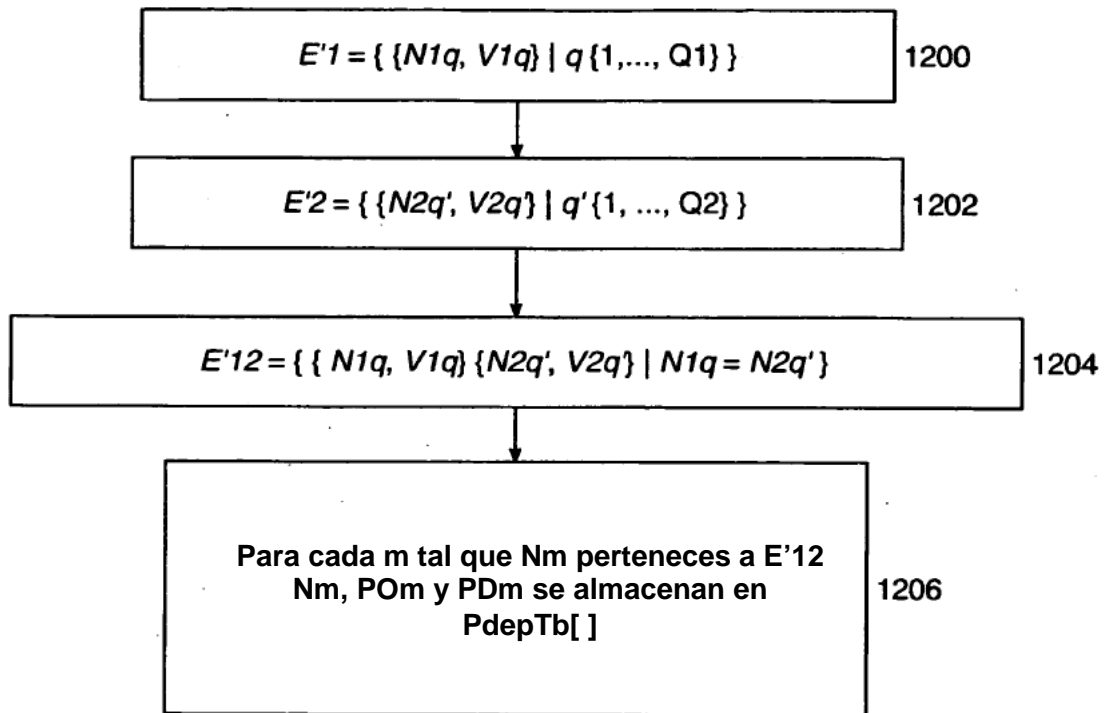 E'1 = { {N1q, V1q} | q {1,..., Q1} }
1200
E'2 = { {N2q', V2q'} | q' {1, ..., Q2} }
1202
E'12 = { { N1q, V1q} {N2q', V2q'} | N1q = N2q' }
1204
Para cada m tal que Nm perteneces a E’12
Nm, POm y PDm se almacenan en
PdepTb[ ]
1206